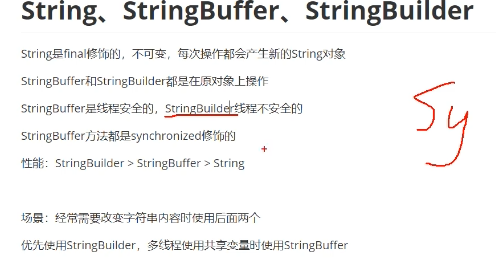 String、StringBuffer、StringBuilder
String是final修饰的，不可变，每次操作都会产生新的String对象
StringBuffer和StringBuilder都是在原对象上操作
StringBuffer是线程安全的，StringBuilder线程不安全的
StringBuffer方法都是synchronized修饰的
性能：StringBuilder > StringBuffer > String
场景：经常需要改变字符串内容时使用后面两个
优先使用StringBuilder，多线程使用共享变量时使用StringBuffer
Sy